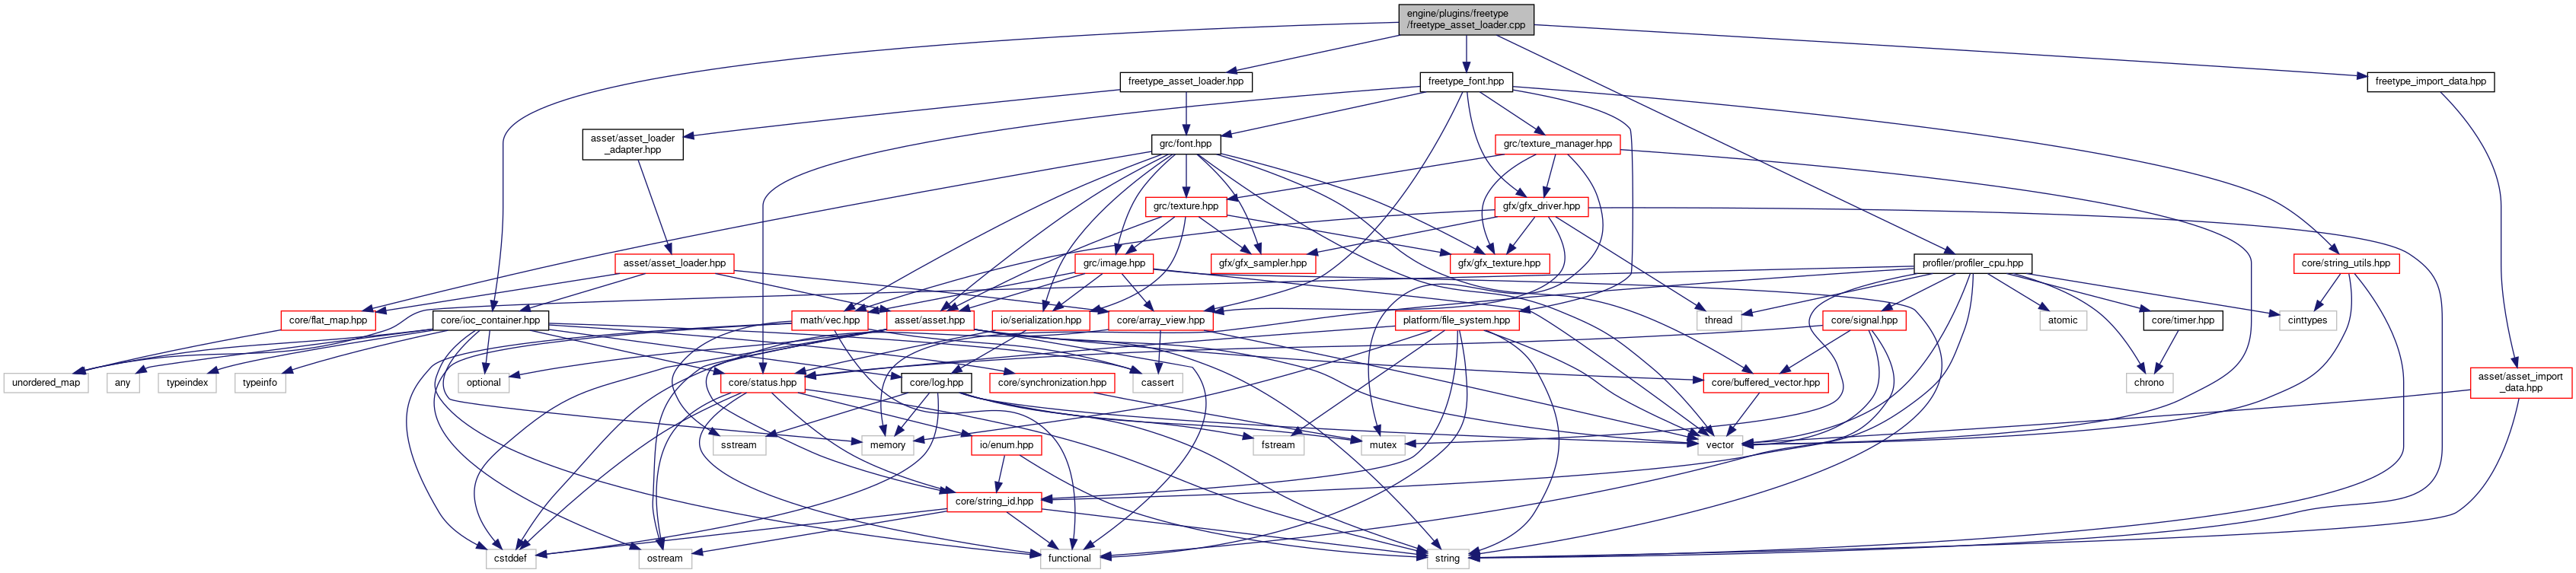 engine/plugins/freetype
/freetype_asset_loader.cpp
freetype_asset_loader.hpp
freetype_font.hpp
freetype_import_data.hpp
asset/asset_loader
_adapter.hpp
grc/font.hpp
grc/texture_manager.hpp
grc/texture.hpp
gfx/gfx_driver.hpp
asset/asset_loader.hpp
grc/image.hpp
gfx/gfx_sampler.hpp
gfx/gfx_texture.hpp
profiler/profiler_cpu.hpp
core/string_utils.hpp
core/flat_map.hpp
core/ioc_container.hpp
math/vec.hpp
asset/asset.hpp
io/serialization.hpp
core/array_view.hpp
platform/file_system.hpp
thread
core/signal.hpp
atomic
core/timer.hpp
cinttypes
unordered_map
any
typeindex
typeinfo
optional
core/status.hpp
core/log.hpp
core/synchronization.hpp
cassert
core/buffered_vector.hpp
chrono
asset/asset_import
_data.hpp
sstream
memory
io/enum.hpp
fstream
mutex
vector
core/string_id.hpp
cstddef
ostream
functional
string